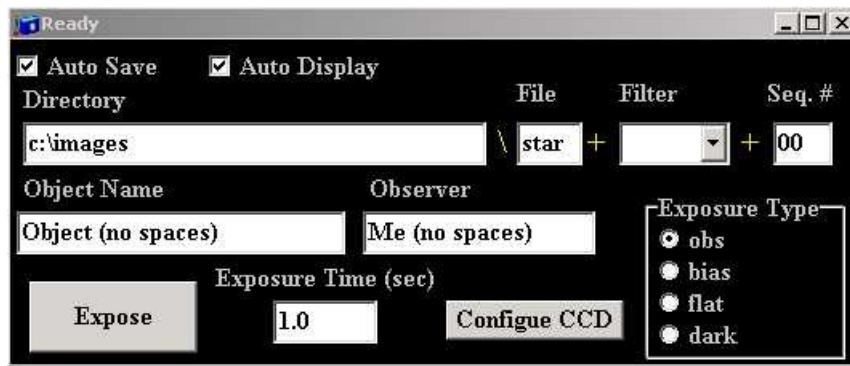 Ready
Auto Save Auto Display
Directory File Filter Seq. #
c:\images \ star + + 00
Object Name Observer
Object (no spaces) Me (no spaces)
Exposure Type
obs
bias
flat
dark
Exposure Time (sec)
Expose 1.0 Configue CCD